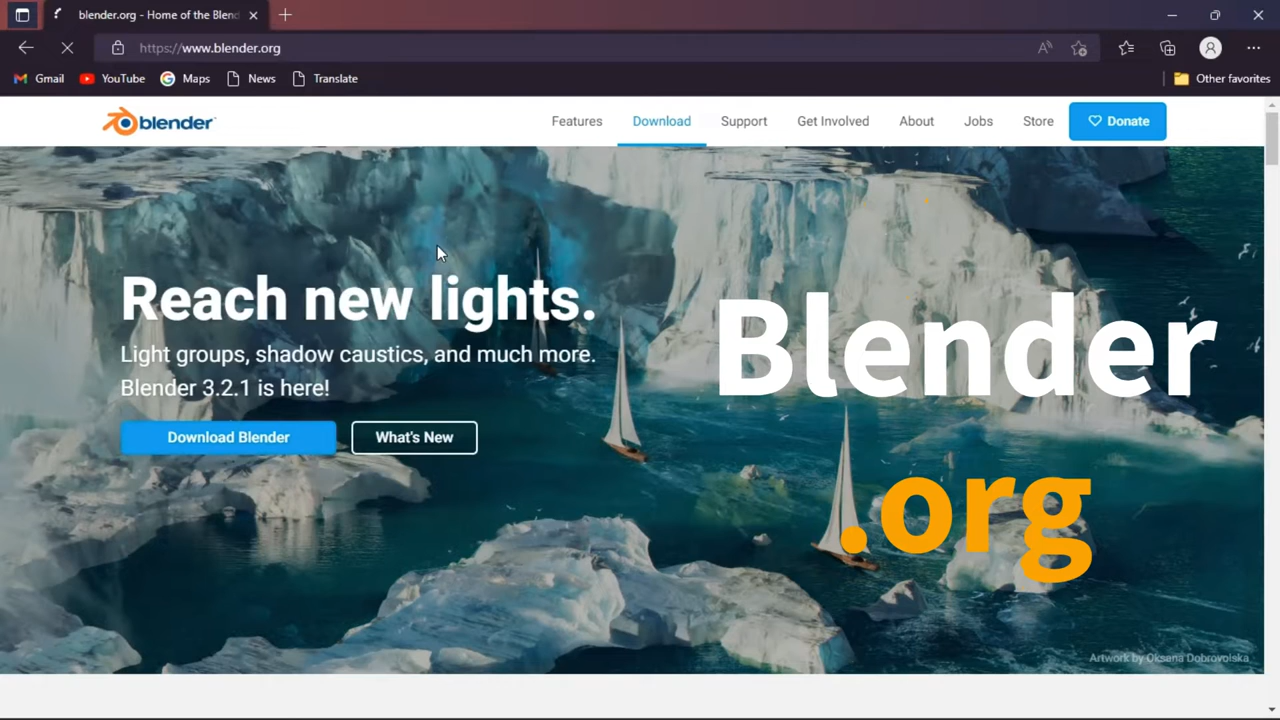 blender.org - Home of the Blend
https://www.blender.org
Gmail
YouTube
Maps
News
Translate
Other favorites
blender
Features
Download
Support
Get Involved
About
Jobs
Store
Donate
Reach new lights.
Light groups, shadow caustics, and much more.
Blender 3.2.1 is here!
Download Blender
What's New
Blender
.org
Artwork by Oksana Dobrovolska